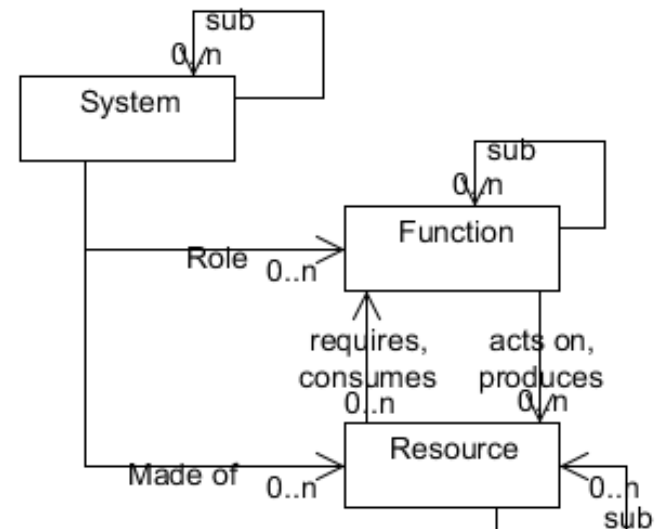 sub
0..n
System
sub
0..n
Function
Role
0..n
requires,
consumes
0..n
acts on,
produces
0..n
Resource
Made of
0..n
0..n
sub